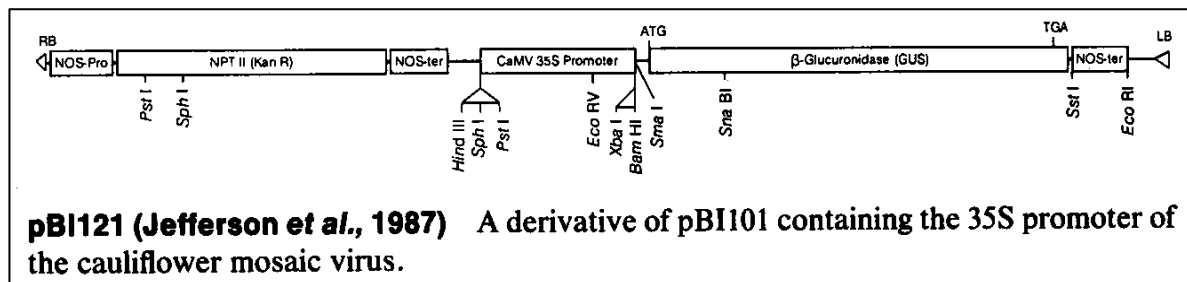 RB ATG TGA LB
NOS-Pro NPT II (Kan R) NOS-ter CaMV 35S Promoter β-Glucuronidase (GUS) NOS-ter
Pst I Sph I Hind III Sph I Pst I Eco RV Xba I Bam HI Sma I Sna BI Sst I Eco RI
pBI121 (Jefferson et al., 1987) A derivative of pBI101 containing the 35S promoter of
the cauliflower mosaic virus.